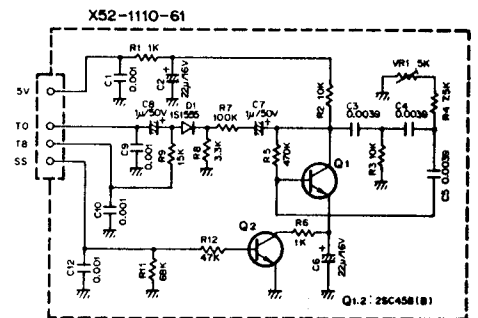 X52-1110-61
R1 1K
VR1 5K
C1 0.001
C2 22μ/16V
R2 10K
R4 7.5K
5V
C8 1μ/50V
D1 1S1555
R7 100K
C7 1μ/50V
C3 0.0039
C4 0.0039
TO
T8
SS
C9 0.001
R9 15K
R8 3.3K
R5 470K
R3 10K
C5 0.0039
Q1
C10 0.001
Q2
R6 1K
C12 0.001
R11 68K
R12 47K
C6 22μ/16V
Q1.2 : 2SC458(B)